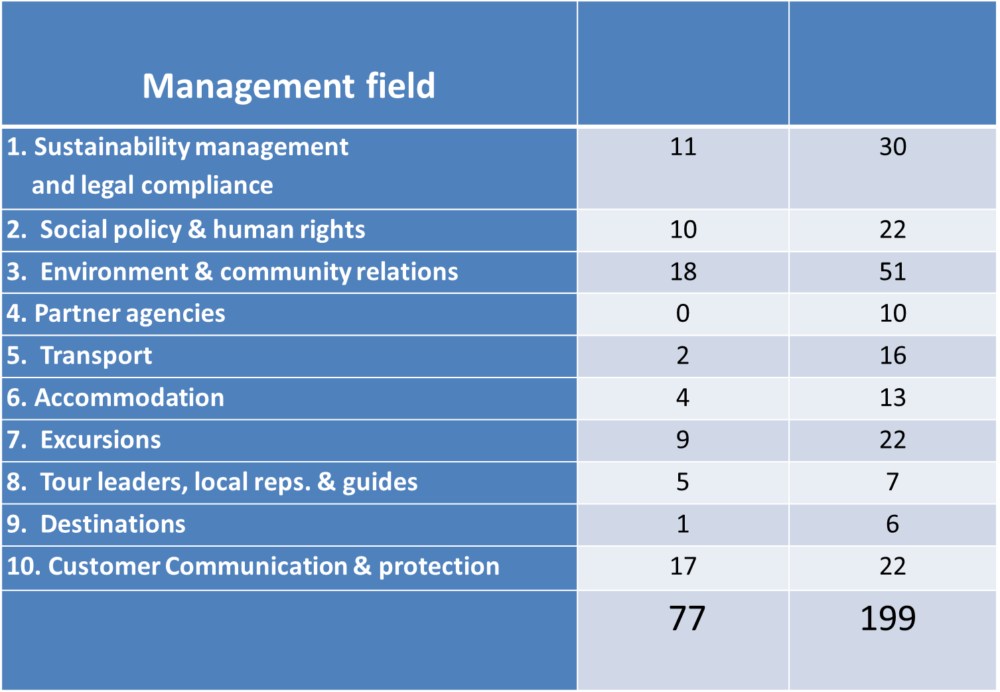 Management field
1. Sustainability management 11 30
and legal compliance
2. Social policy & human rights 10 22
3. Environment & community relations 18 51
4. Partner agencies 0 10
5. Transport 2 16
6. Accommodation 4 13
7. Excursions 9 22
8. Tour leaders, local reps. & guides 5 7
9. Destinations 1 6
10. Customer Communication & protection 17 22
77 199